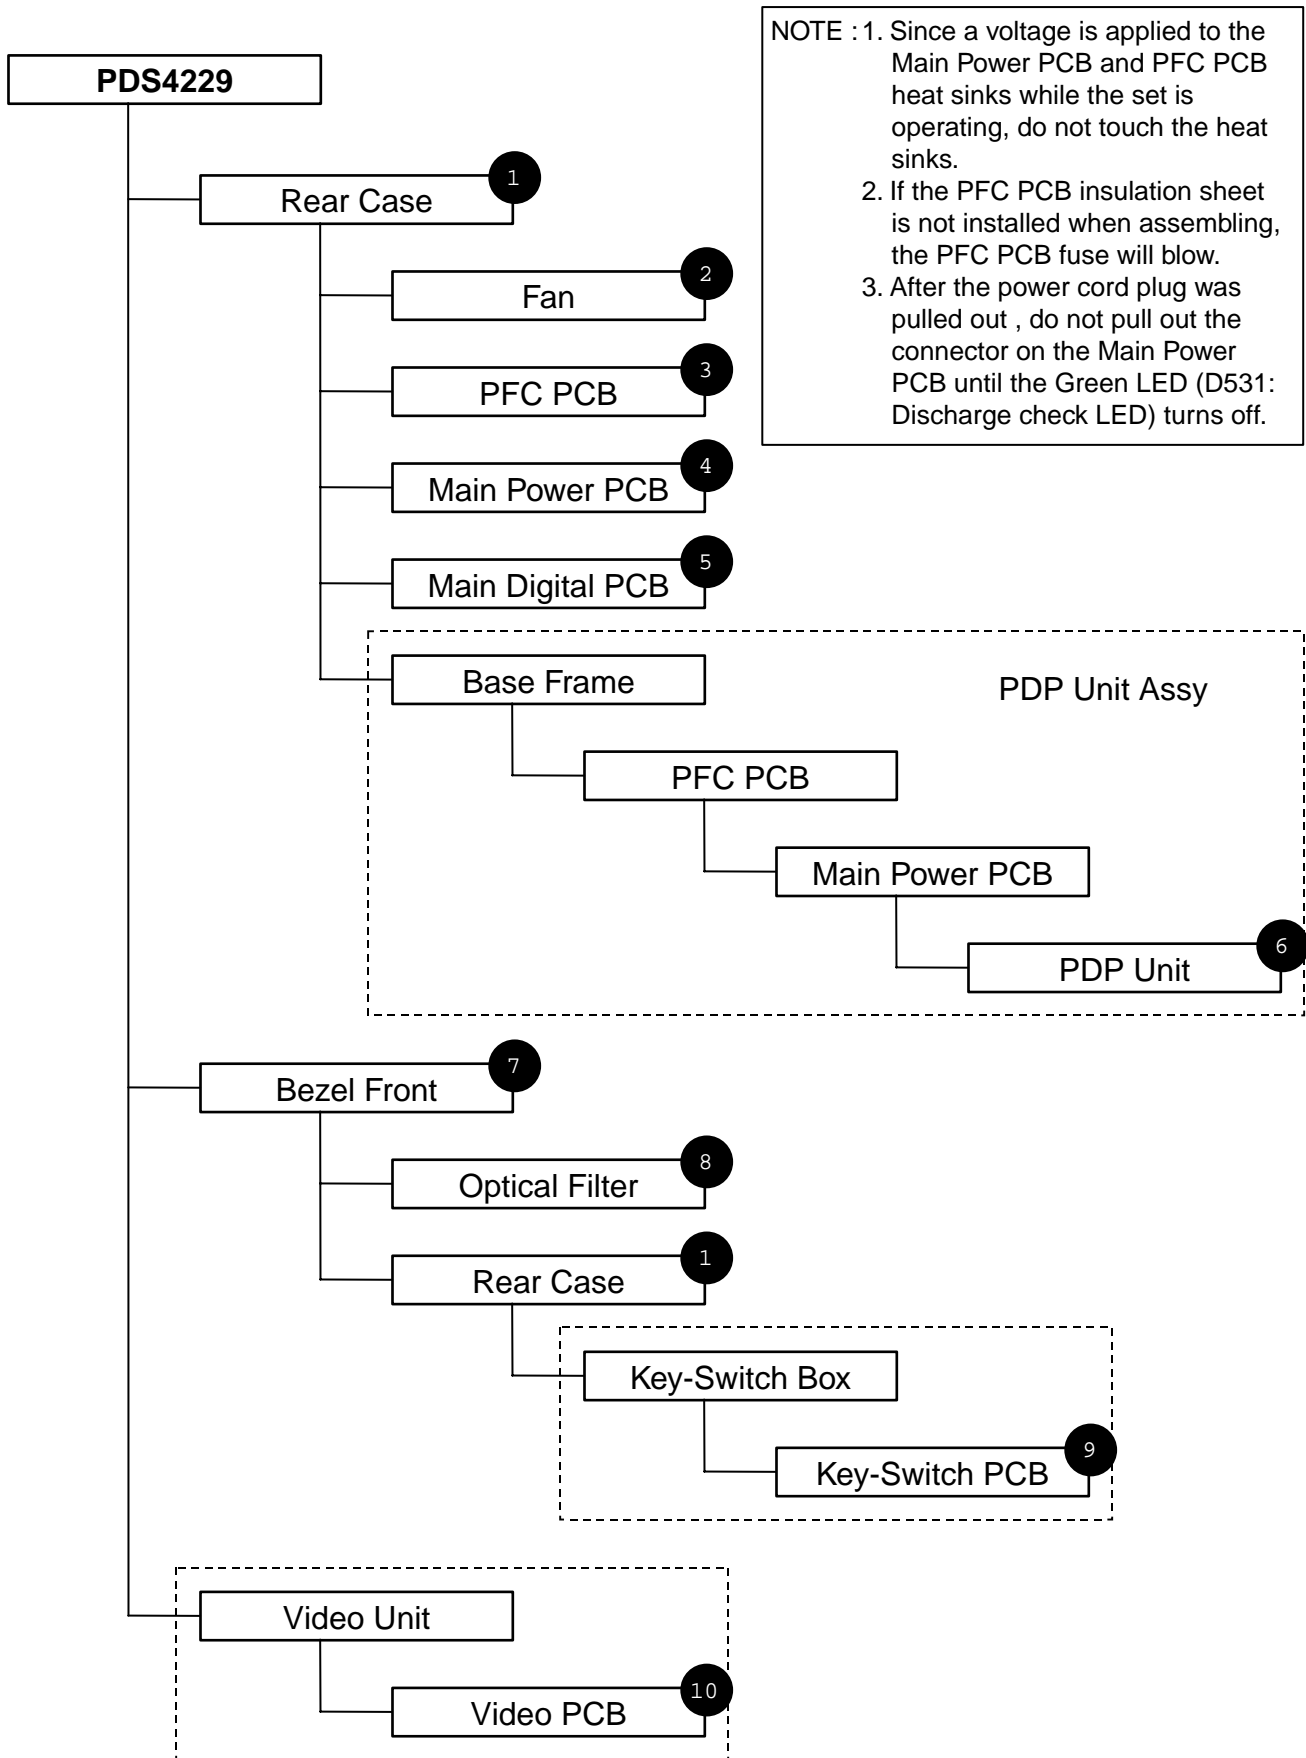 PDS4229
NOTE : 1. Since a voltage is applied to the
Main Power PCB and PFC PCB
heat sinks while the set is
operating, do not touch the heat
sinks.
2. If the PFC PCB insulation sheet
is not installed when assembling,
the PFC PCB fuse will blow.
3. After the power cord plug was
pulled out , do not pull out the
connector on the Main Power
PCB until the Green LED (D531:
Discharge check LED) turns off.
Rear Case 1
Fan 2
PFC PCB 3
Main Power PCB 4
Main Digital PCB 5
Base Frame
PDP Unit Assy
PFC PCB
Main Power PCB
PDP Unit 6
Bezel Front 7
Optical Filter 8
Rear Case 1
Key-Switch Box
Key-Switch PCB 9
Video Unit
Video PCB 10